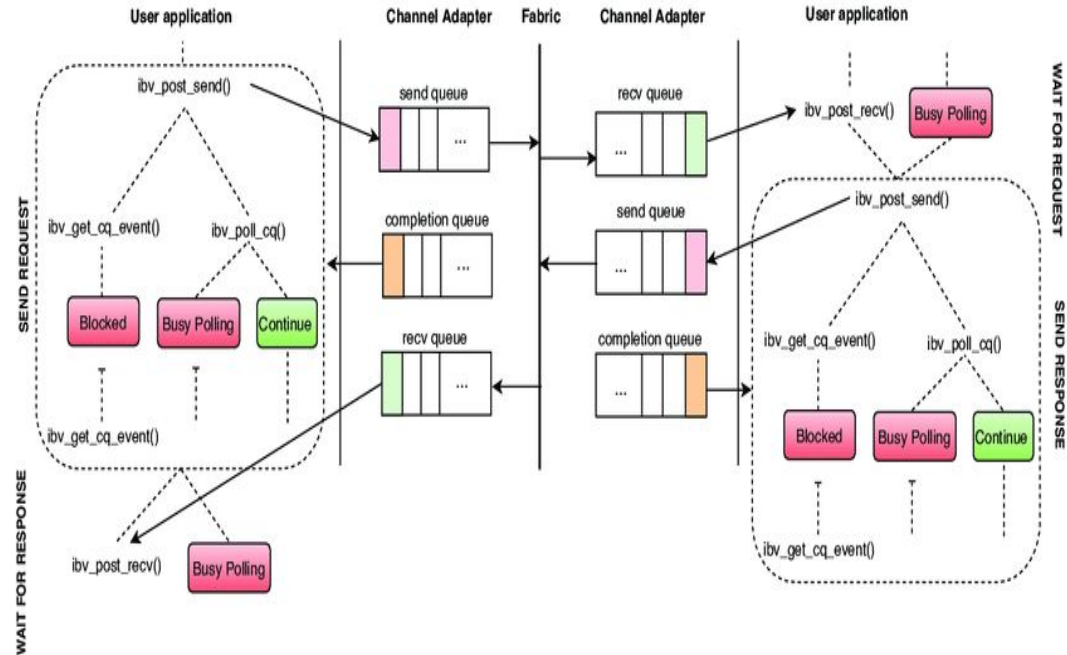 User application
Channel Adapter
Fabric
Channel Adapter
User application
SEND REQUEST
WAIT FOR RESPONSE
ibv_post_send()
ibv_get_cq_event()
ibv_poll_cq()
Blocked
Busy Polling
Continue
ibv_get_cq_event()
ibv_post_recv()
Busy Polling
send queue
...
completion queue
...
recv queue
...
recv queue
...
send queue
...
completion queue
...
ibv_post_recv()
Busy Polling
ibv_post_send()
ibv_get_cq_event()
ibv_poll_cq()
Blocked
Busy Polling
Continue
ibv_get_cq_event()
WAIT FOR REQUEST
SEND RESPONSE